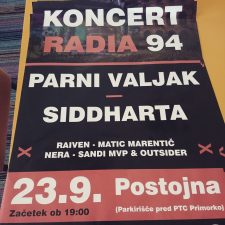 KONCERT
RADIA 94
PARNI VALJAK
SIDDHARTA
RAIVEN - MATIC MARENTIČ
NERA - SANDI MVP & OUTSIDER
23.9. Postojna
Začetek ob 19:00 (Parkirišče pred PTC Primorka)